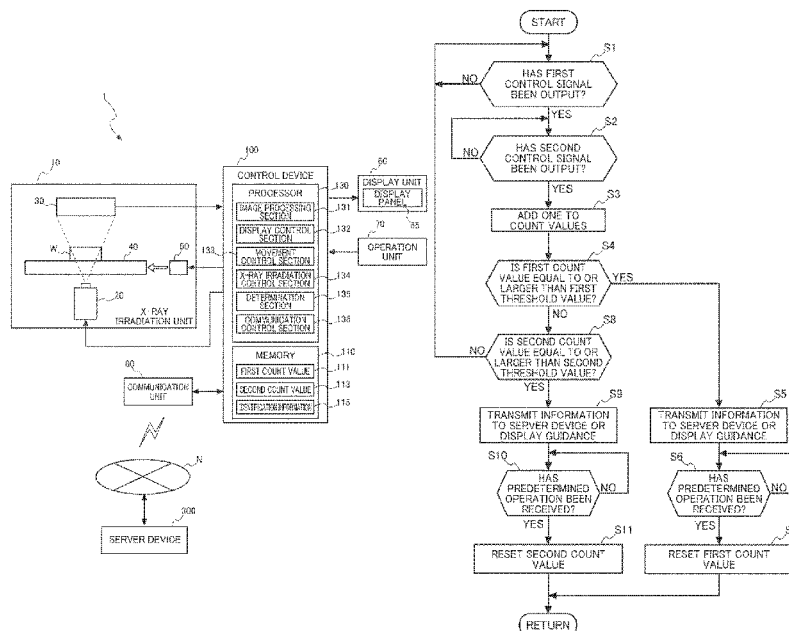 10
30
W
40
50
20
X-RAY
IRRADIATION UNIT
100
CONTROL DEVICE
130
PROCESSOR
IMAGE PROCESSING
SECTION
131
DISPLAY CONTROL
SECTION
132
133
MOVEMENT
CONTROL SECTION
X-RAY IRRADIATION
CONTROL SECTION
134
DETERMINATION
SECTION
135
COMMUNICATION
CONTROL SECTION
136
MEMORY
110
FIRST COUNT VALUE
111
SECOND COUNT VALUE
113
IDENTIFICATION INFORMATION
115
60
DISPLAY UNIT
DISPLAY
PANEL
65
70
OPERATION
UNIT
COMMUNICATION
UNIT
N
300
SERVER DEVICE
START
S1
HAS FIRST
CONTROL SIGNAL
BEEN OUTPUT?
NO
YES
S2
HAS SECOND
CONTROL SIGNAL
BEEN OUTPUT?
NO
YES
S3
ADD ONE TO
COUNT VALUES
S4
IS FIRST COUNT
VALUE EQUAL TO OR
LARGER THAN FIRST
THRESHOLD VALUE?
YES
NO
S8
IS SECOND COUNT
VALUE EQUAL TO OR
LARGER THAN SECOND
THRESHOLD VALUE?
NO
YES
S9
TRANSMIT INFORMATION
TO SERVER DEVICE OR
DISPLAY GUIDANCE
S5
TRANSMIT INFORMATION
TO SERVER DEVICE OR
DISPLAY GUIDANCE
S10
HAS
PREDETERMINED
OPERATION BEEN
RECEIVED?
NO
YES
S6
HAS
PREDETERMINED
OPERATION BEEN
RECEIVED?
NO
YES
S11
RESET SECOND COUNT
VALUE
RESET FIRST COUNT
VALUE
RETURN